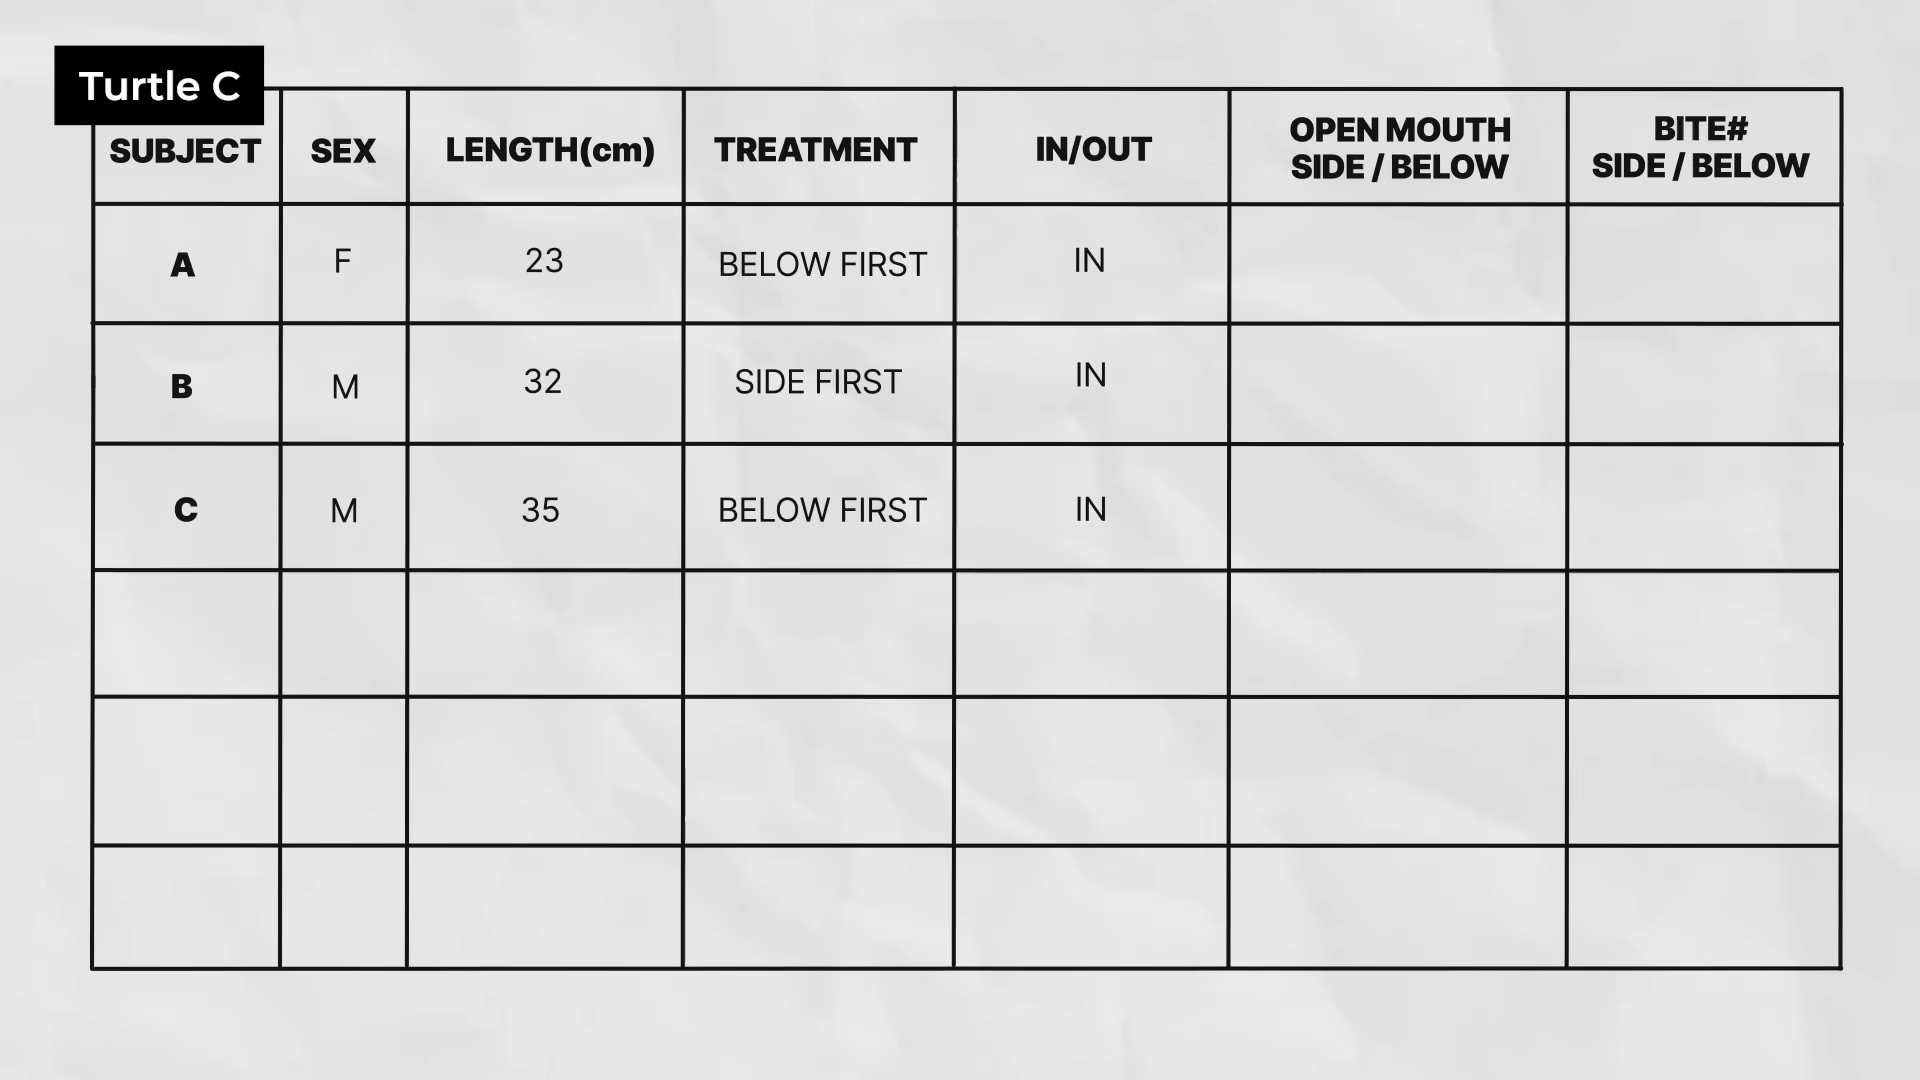 Turtle C
SUBJECT SEX LENGTH(cm) TREATMENT IN/OUT OPEN MOUTH SIDE / BELOW BITE# SIDE / BELOW
A F 23 BELOW FIRST IN
B M 32 SIDE FIRST IN
C M 35 BELOW FIRST IN